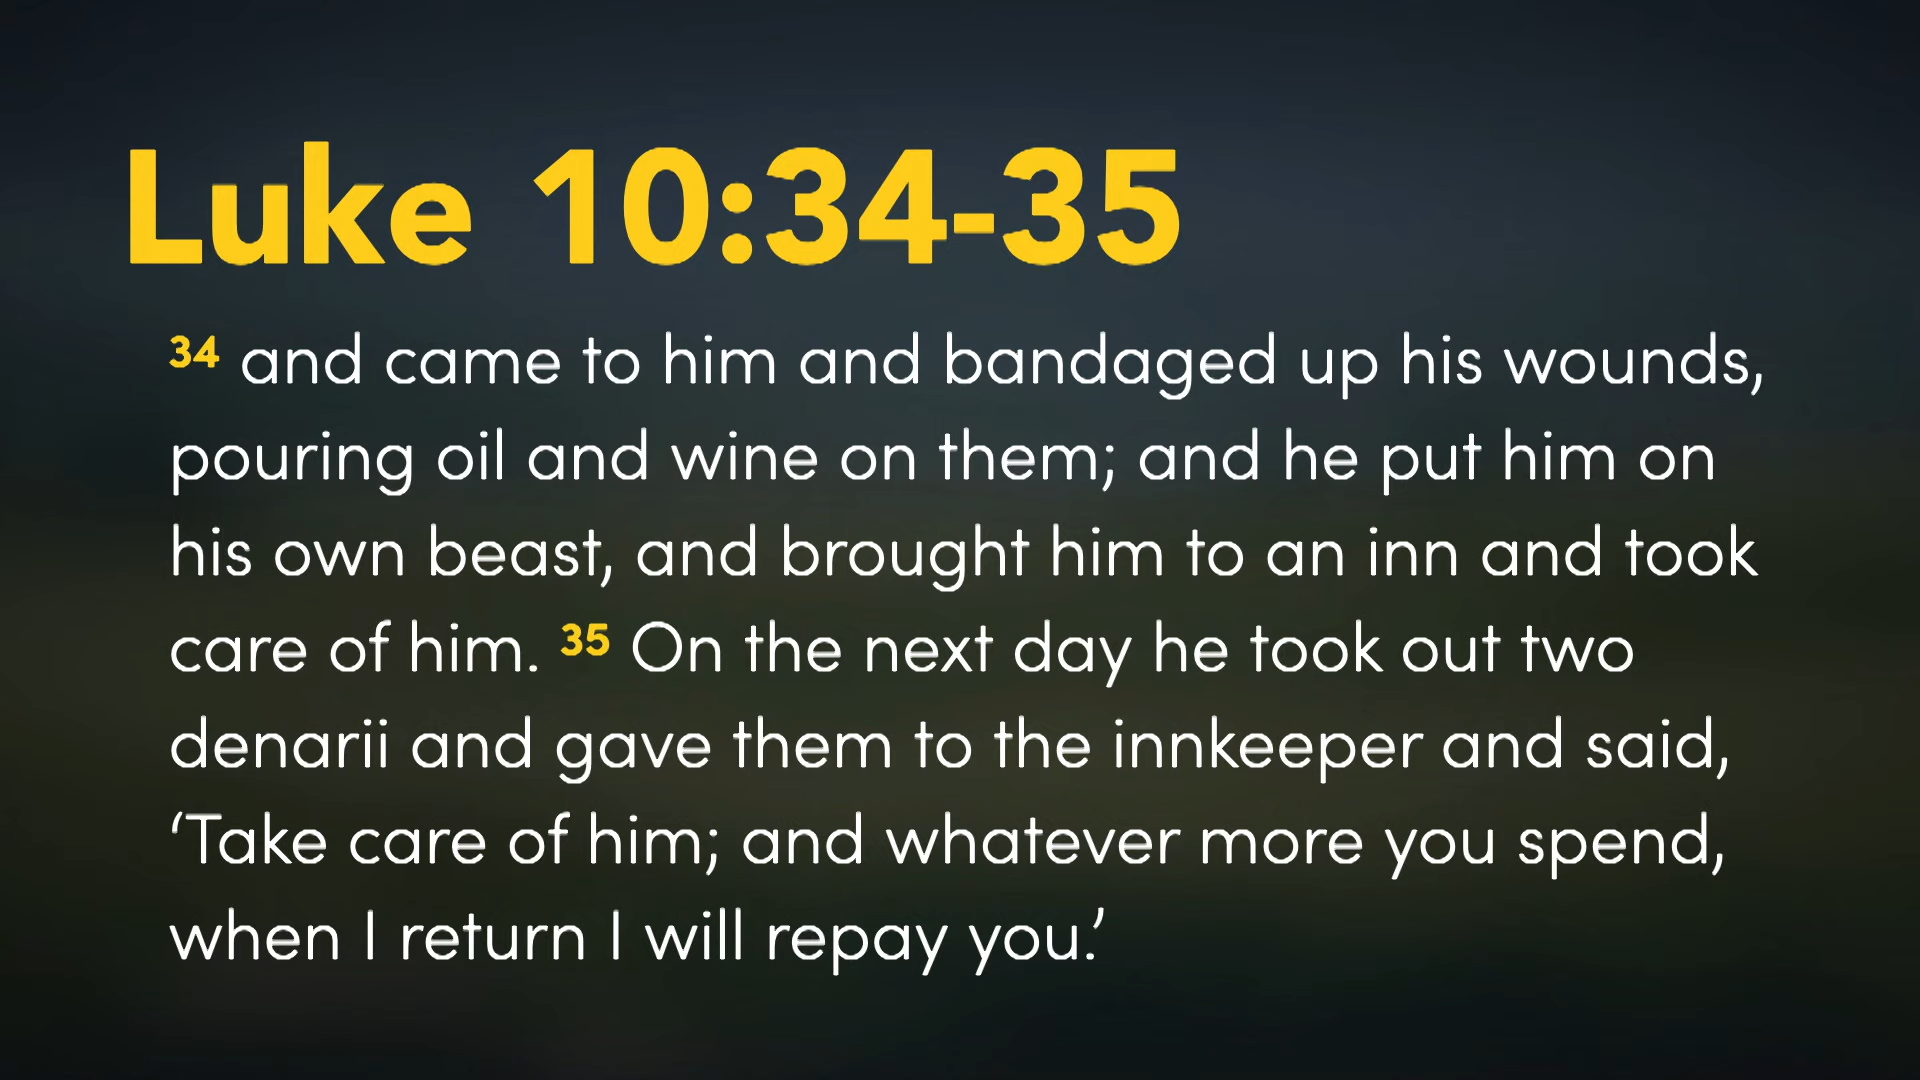 Luke 10:34-35
34 and came to him and bandaged up his wounds,
pouring oil and wine on them; and he put him on
his own beast, and brought him to an inn and took
care of him. 35 On the next day he took out two
denarii and gave them to the innkeeper and said,
‘Take care of him; and whatever more you spend,
when I return I will repay you.’